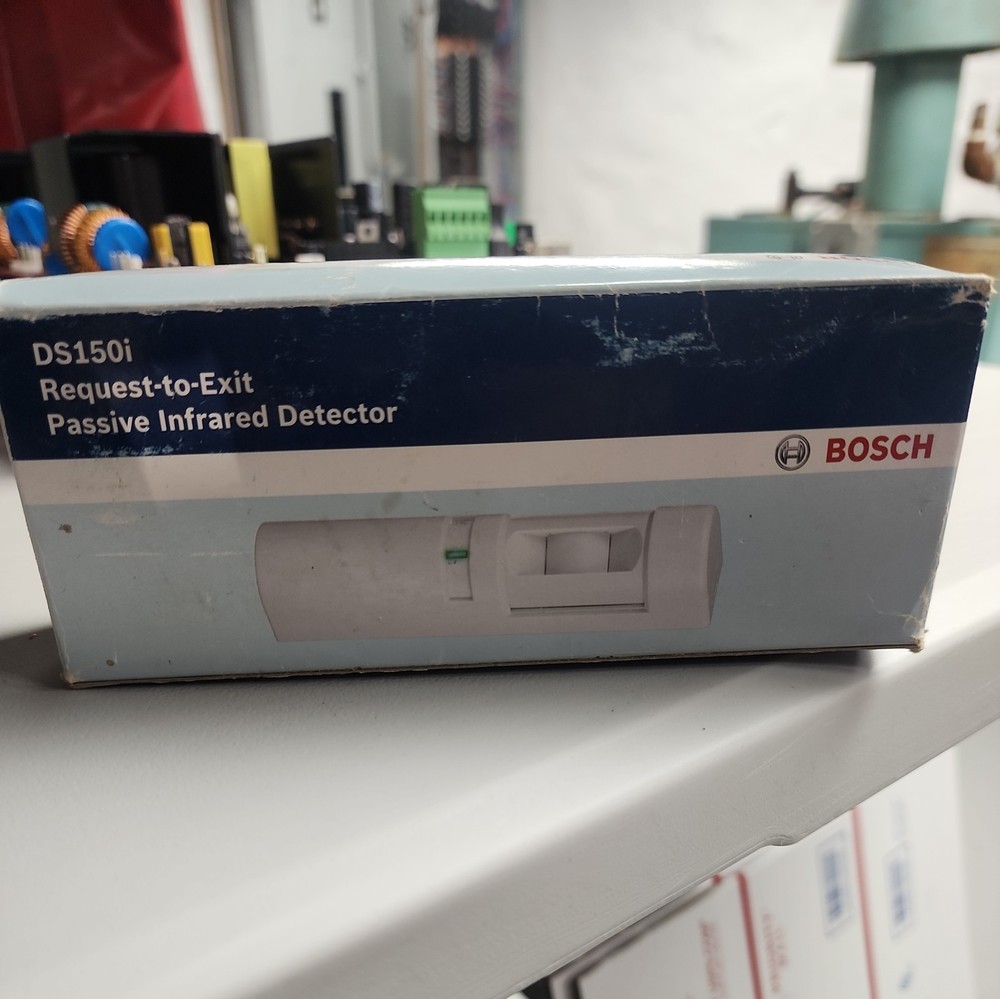 DS150i
Request-to-Exit
Passive Infrared Detector
BOSCH